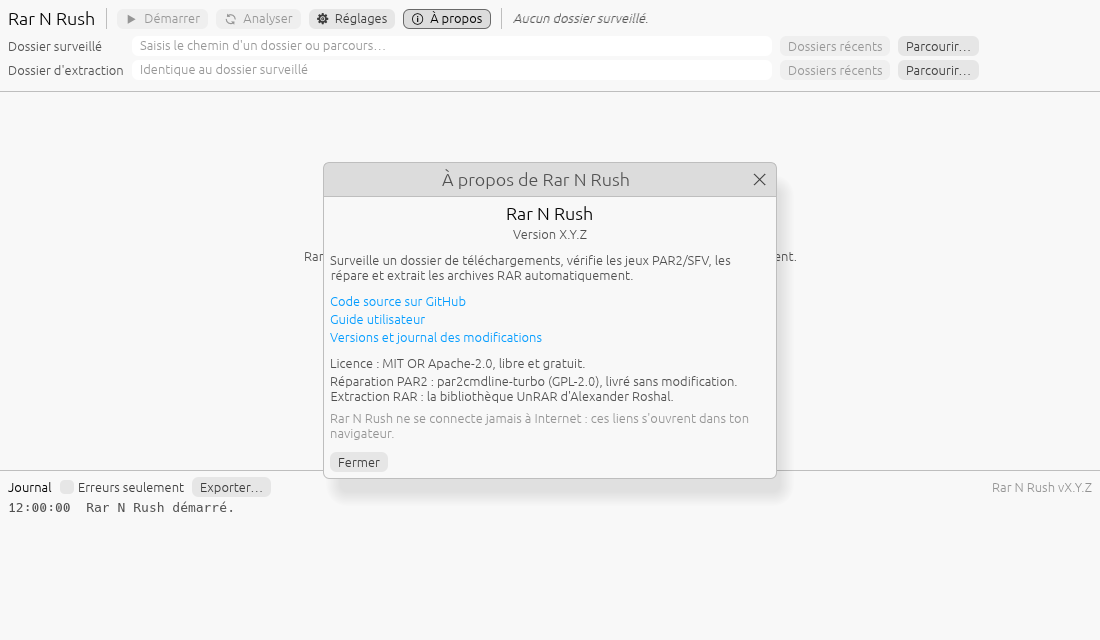 Rar N Rush
Démarrer
Analyser
Réglages
À propos
Aucun dossier surveillé.
Dossier surveillé
Saisis le chemin d'un dossier ou parcours…
Dossiers récents
Parcourir…
Dossier d'extraction
Identique au dossier surveillé
Dossiers récents
Parcourir…
À propos de Rar N Rush
Rar N Rush
Version X.Y.Z
Surveille un dossier de téléchargements, vérifie les jeux PAR2/SFV, les
répare et extrait les archives RAR automatiquement.
Code source sur GitHub
Guide utilisateur
Versions et journal des modifications
Licence : MIT OR Apache-2.0, libre et gratuit.
Réparation PAR2 : par2cmdline-turbo (GPL-2.0), livré sans modification.
Extraction RAR : la bibliothèque UnRAR d'Alexander Roshal.
Rar N Rush ne se connecte jamais à Internet : ces liens s'ouvrent dans ton
navigateur.
Fermer
Journal
Erreurs seulement
Exporter…
Rar N Rush vX.Y.Z
12:00:00 Rar N Rush démarré.